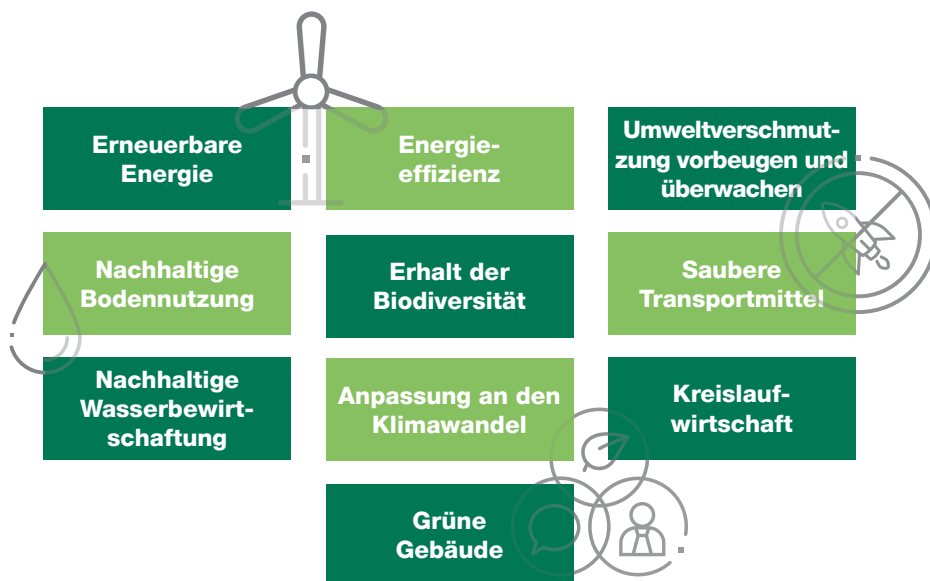 Erneuerbare
Energie
Energie-
effizienz
Umweltverschmut-
zung vorbeugen und
überwachen
Nachhaltige
Bodennutzung
Erhalt der
Biodiversität
Saubere
Transportmittel
Nachhaltige
Wasserbewirt-
schaftung
Anpassung an den
Klimawandel
Kreislauf-
wirtschaft
Grüne
Gebäude